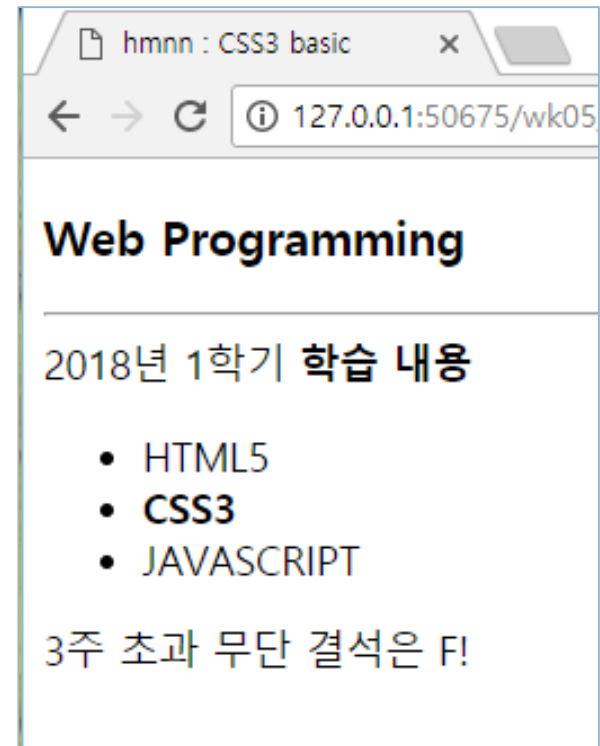 hmnn : CSS3 basic
127.0.0.1:50675/wk05
Web Programming
2018년 1학기 학습 내용
HTML5
CSS3
JAVASCRIPT
3주 초과 무단 결석은 F!